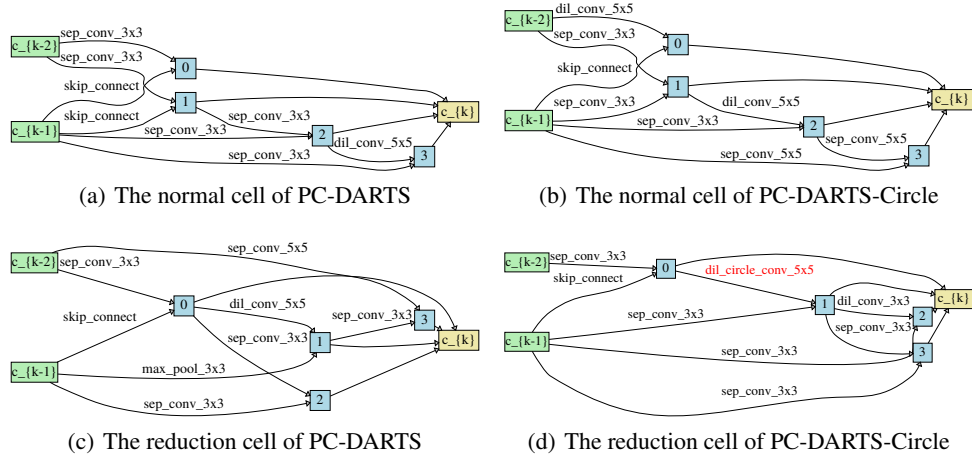 c_{k-2}
sep_conv_3x3
sep_conv_3x3
0
skip_connect
1
c_{k}
skip_connect
c_{k-1}
sep_conv_3x3
sep_conv_3x3
2
dil_conv_5x5
sep_conv_3x3
3
(a) The normal cell of PC-DARTS
c_{k-2}
dil_conv_5x5
sep_conv_3x3
0
skip_connect
1
c_{k}
sep_conv_3x3
dil_conv_5x5
c_{k-1}
sep_conv_3x3
2
sep_conv_3x3
sep_conv_5x5
3
(b) The normal cell of PC-DARTS-Circle
sep_conv_5x5
c_{k-2}
sep_conv_3x3
0
dil_conv_5x5
skip_connect
sep_conv_3x3
3
sep_conv_3x3
1
c_{k}
c_{k-1}
max_pool_3x3
2
sep_conv_3x3
(c) The reduction cell of PC-DARTS
c_{k-2}
sep_conv_3x3
0
dil_circle_conv_5x5
skip_connect
1
dil_conv_3x3
c_{k}
sep_conv_3x3
2
sep_conv_3x3
c_{k-1}
sep_conv_3x3
3
sep_conv_3x3
(d) The reduction cell of PC-DARTS-Circle